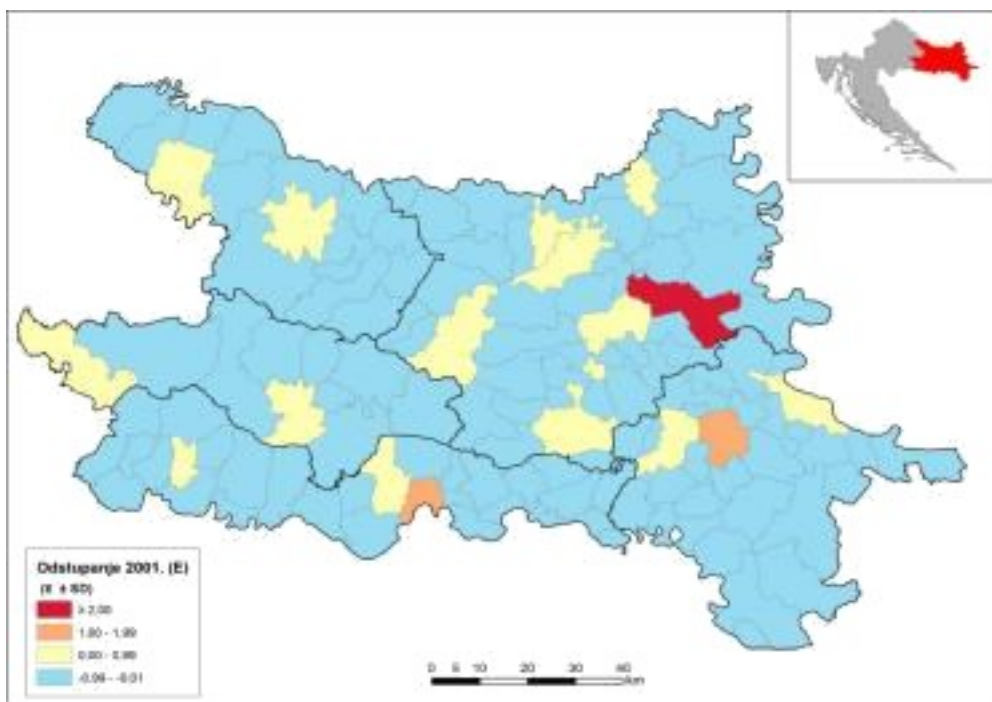 Odstupanje 2001. (E)
(X ± SD)
≥ 2,00
1.00 - 1.99
0.00 - 0.99
-0.99 - -0.01
0 5 10 20 30 40
km